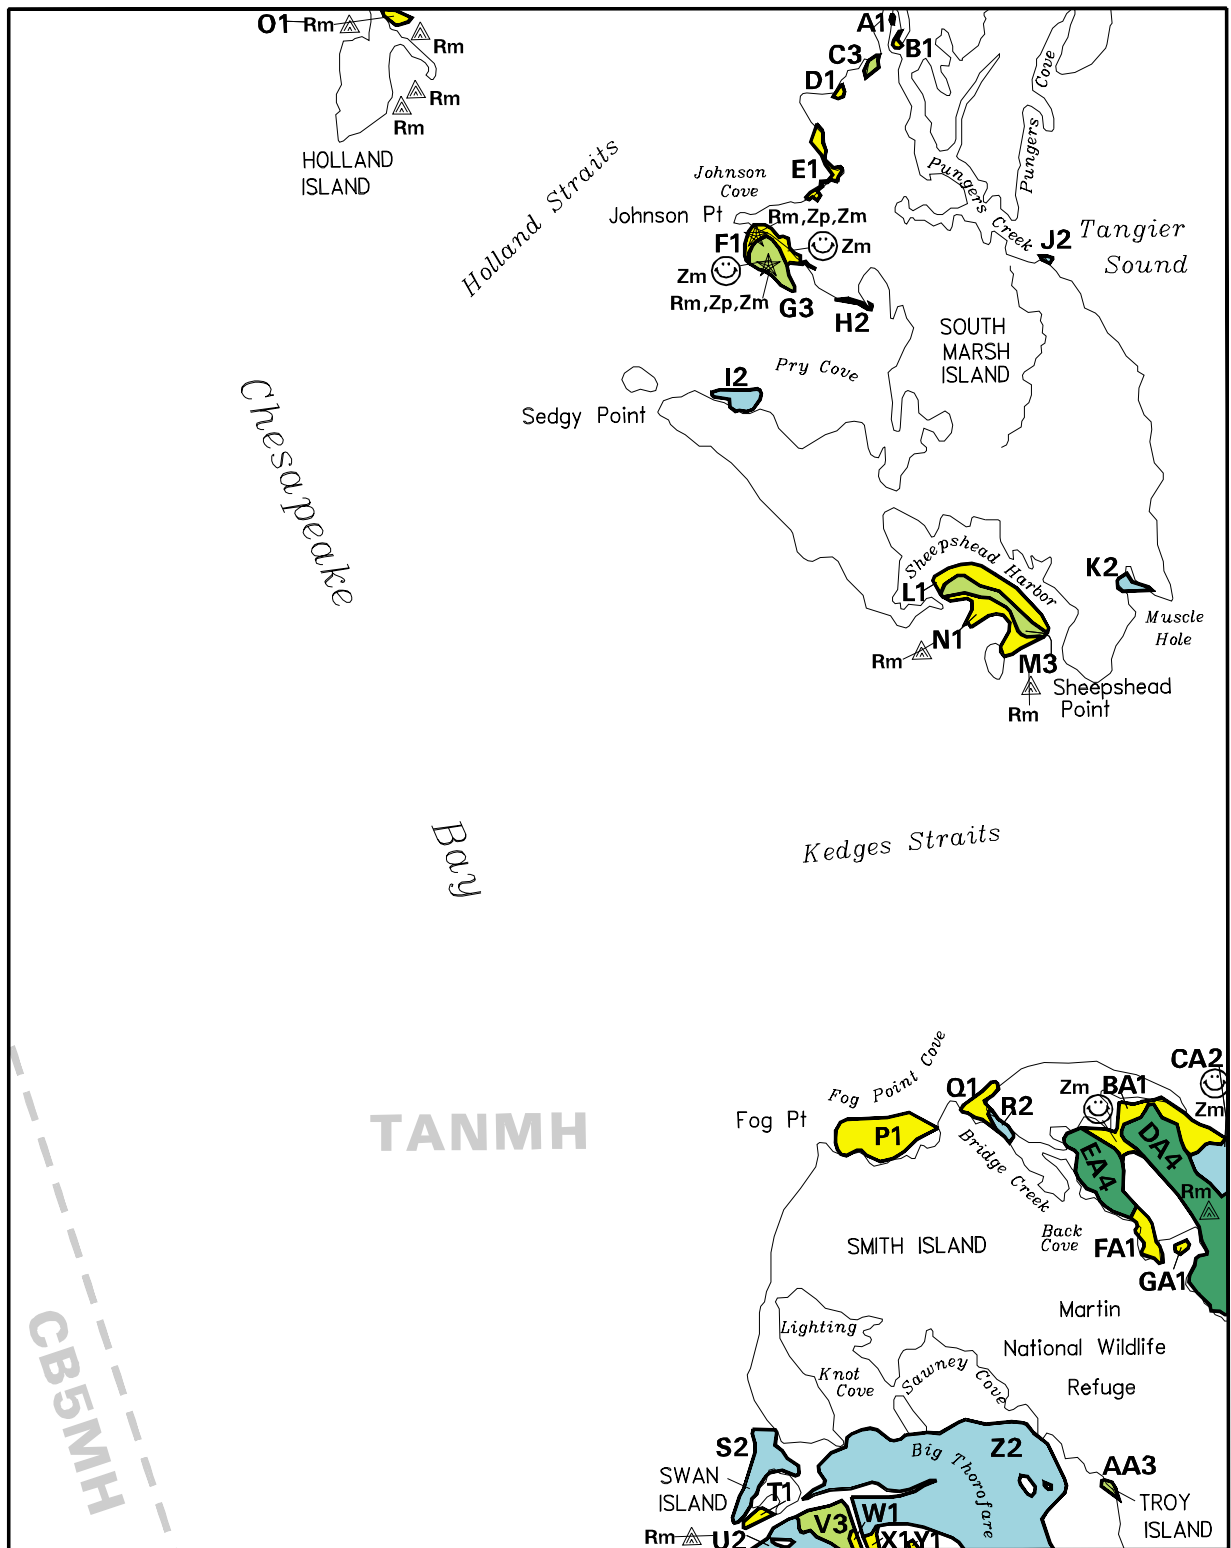 O1
Rm
Rm
Rm
Rm
HOLLAND
ISLAND
A1
B1
C3
D1
E1
Johnson
Cove
Johnson Pt
Rm,Zp,Zm
F1
Zm
Zm
Rm,Zp,Zm
G3
H2
Holland Straits
Pungers Cove
Pungers Creek
J2
Tangier
Sound
SOUTH
MARSH
ISLAND
I2
Pry Cove
Sedgy Point
Chesapeake
Bay
Sheepshead Harbor
L1
K2
Muscle
Hole
N1
Rm
M3
Sheepshead
Point
Rm
Kedges Straits
Fog Point Cove
Fog Pt
P1
Q1
R2
Zm
BA1
CA2
Zm
DA4
EA4
Rm
Bridge Creek
Back
Cove
FA1
GA1
SMITH ISLAND
Martin
National Wildlife
Refuge
TANMH
CB5MH
Lighting
Knot
Cove
Sawney Cove
S2
SWAN
ISLAND
T1
Big Thorofare
Z2
AA3
TROY
ISLAND
Rm
U2
V3
W1
X1
Y1